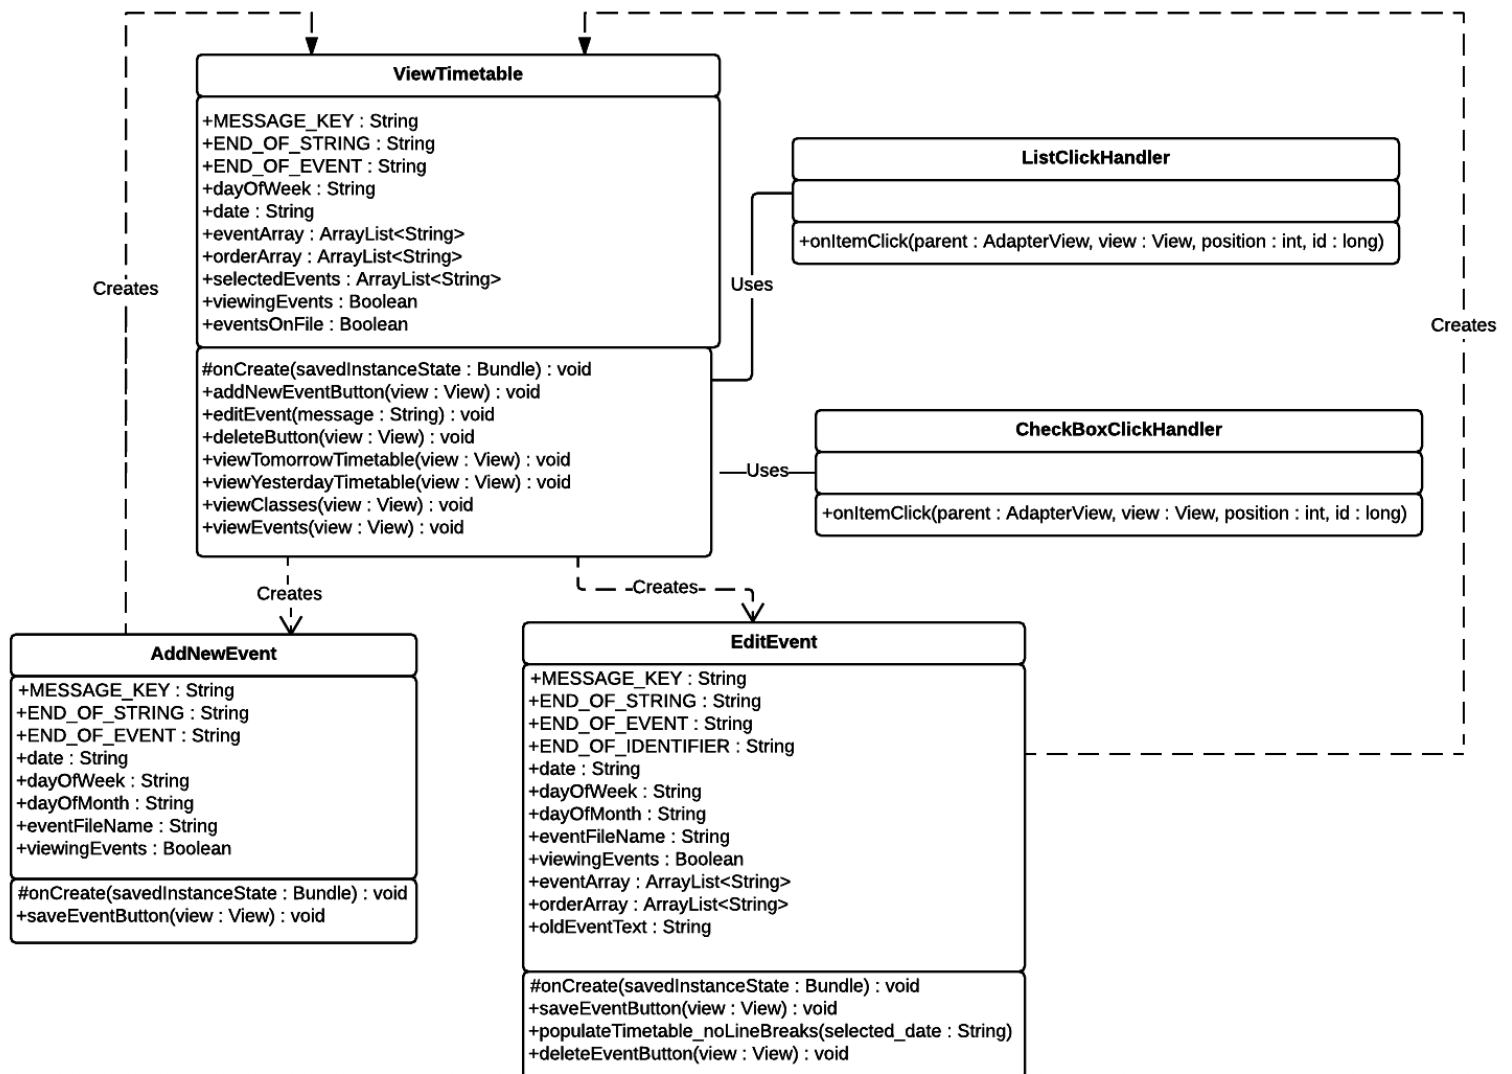 ViewTimetable
+MESSAGE_KEY : String
+END_OF_STRING : String
+END_OF_EVENT : String
+dayOfWeek : String
+date : String
+eventArray : ArrayList<String>
+orderArray : ArrayList<String>
+selectedEvents : ArrayList<String>
+viewingEvents : Boolean
+eventsOnFile : Boolean
#onCreate(savedInstanceState : Bundle) : void
+addNewEventButton(view : View) : void
+editEvent(message : String) : void
+deleteButton(view : View) : void
+viewTomorrowTimetable(view : View) : void
+viewYesterdayTimetable(view : View) : void
+viewClasses(view : View) : void
+viewEvents(view : View) : void
Creates
Uses
ListClickHandler
+onItemClick(parent : AdapterView, view : View, position : int, id : long)
Creates
Uses
CheckBoxClickHandler
+onItemClick(parent : AdapterView, view : View, position : int, id : long)
Creates
Creates
AddNewEvent
+MESSAGE_KEY : String
+END_OF_STRING : String
+END_OF_EVENT : String
+date : String
+dayOfWeek : String
+dayOfMonth : String
+eventFileName : String
+viewingEvents : Boolean
#onCreate(savedInstanceState : Bundle) : void
+saveEventButton(view : View) : void
EditEvent
+MESSAGE_KEY : String
+END_OF_STRING : String
+END_OF_EVENT : String
+END_OF_IDENTIFIER : String
+date : String
+dayOfWeek : String
+dayOfMonth : String
+eventFileName : String
+viewingEvents : Boolean
+eventArray : ArrayList<String>
+orderArray : ArrayList<String>
+oldEventText : String
#onCreate(savedInstanceState : Bundle) : void
+saveEventButton(view : View) : void
+populateTimetable_noLineBreaks(selected_date : String)
+deleteEventButton(view : View) : void